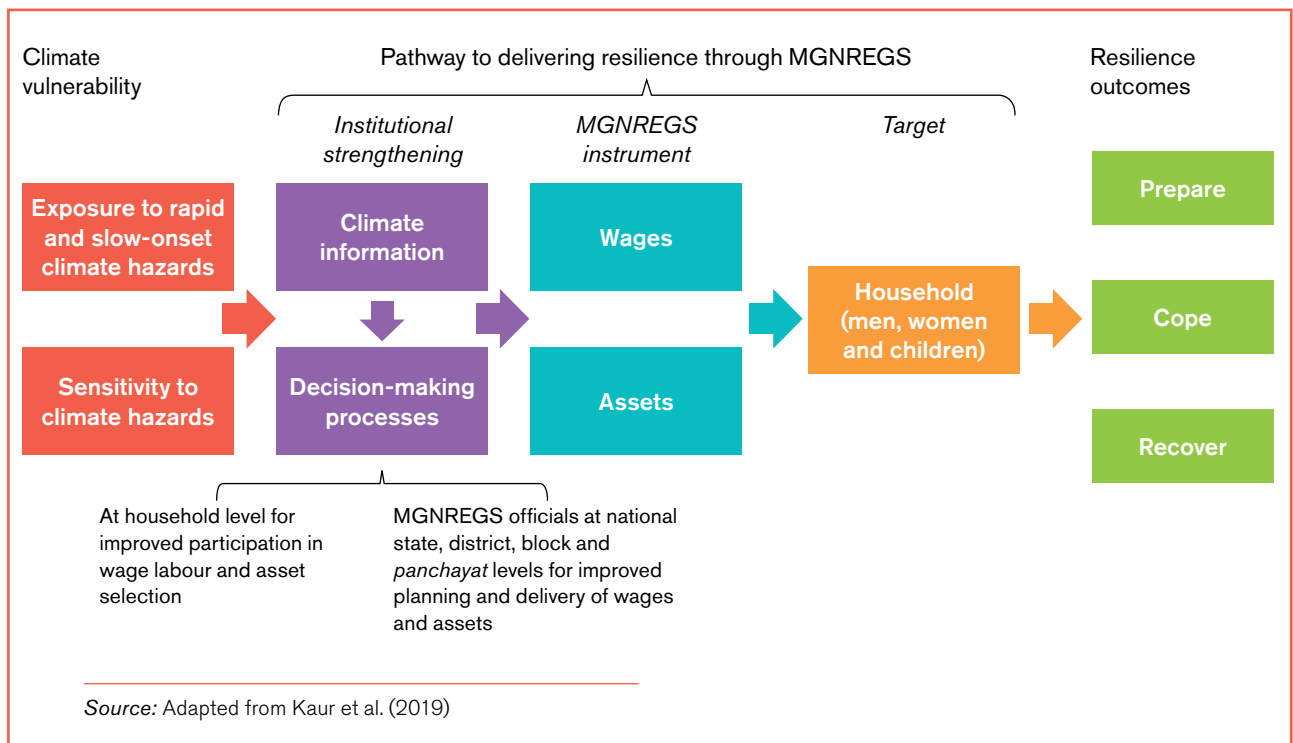 Climate
vulnerability
Pathway to delivering resilience through MGNREGS
Resilience
outcomes
Institutional
strengthening
MGNREGS
instrument
Target
Exposure to rapid
and slow-onset
climate hazards
Sensitivity to
climate hazards
Climate
information
Decision-making
processes
Wages
Assets
Household
(men, women
and children)
Prepare
Cope
Recover
At household level for
improved participation in
wage labour and asset
selection
MGNREGS officials at national
state, district, block and
panchayat levels for improved
planning and delivery of wages
and assets
Source: Adapted from Kaur et al. (2019)